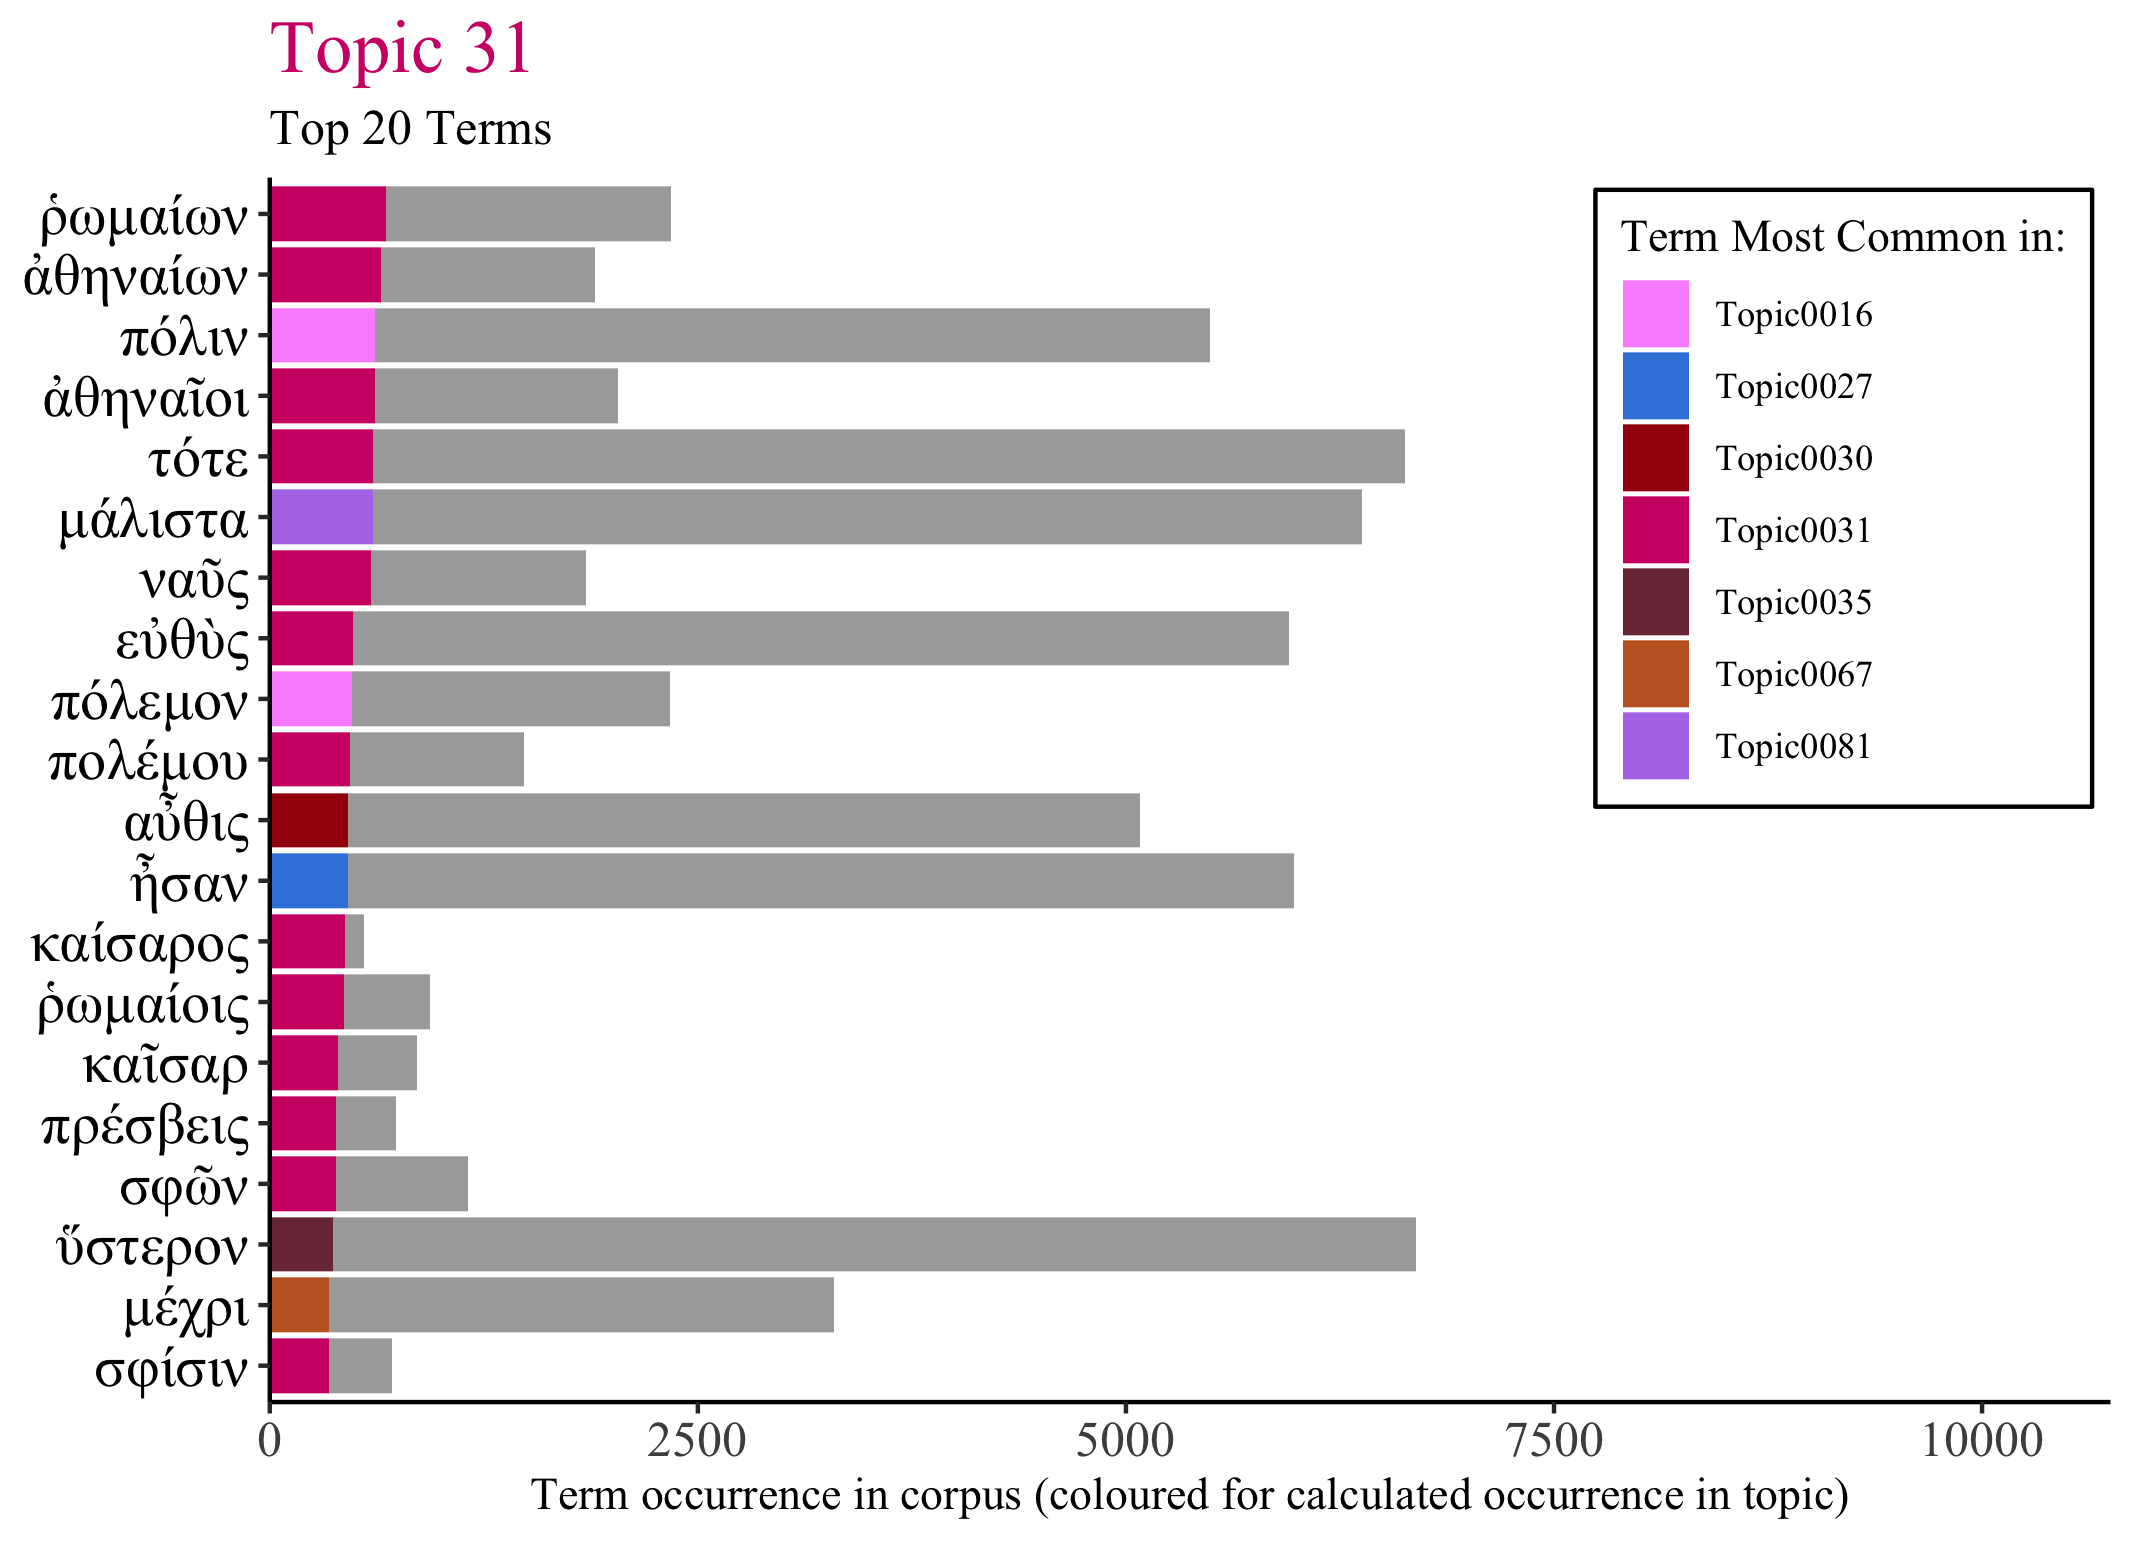 Topic 31
Top 20 Terms
ῥωμαίων
ἀθηναίων
πόλιν
ἀθηναῖοι
τότε
μάλιστα
ναῦς
εὐθὺς
πόλεμον
πολέμου
αὖθις
ἦσαν
καίσαρος
ῥωμαίοις
καῖσαρ
πρέσβεις
σφῶν
ὕστερον
μέχρι
σφίσιν
0 2500 5000 7500 10000
Term occurrence in corpus (coloured for calculated occurrence in topic)
Term Most Common in:
Topic0016
Topic0027
Topic0030
Topic0031
Topic0035
Topic0067
Topic0081